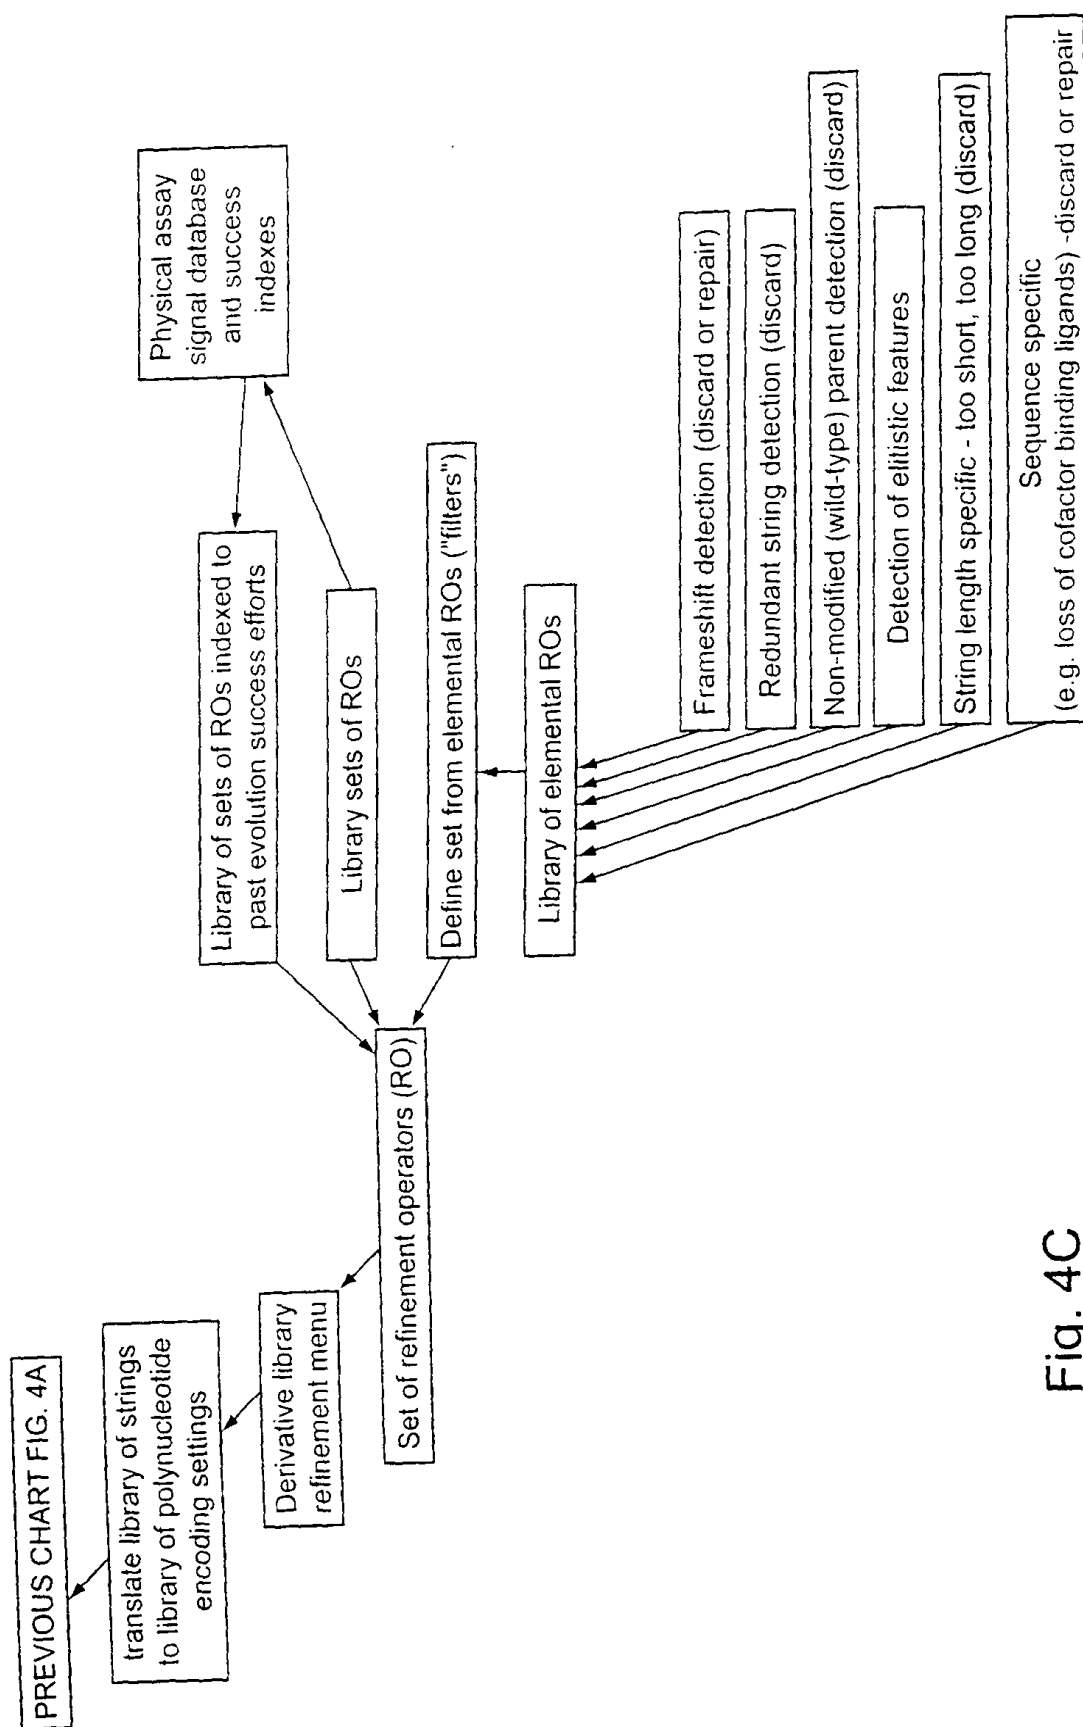 PREVIOUS CHART FIG. 4A
translate library of strings
to library of polynucleotide
encoding settings
Derivative library
refinement menu
Set of refinement operators (RO)
Library of sets of ROs indexed to
past evolution success efforts
Library sets of ROs
Define set from elemental ROs ("filters")
Library of elemental ROs
Physical assay
signal database
and success
indexes
Frameshift detection (discard or repair)
Redundant string detection (discard)
Non-modified (wild-type) parent detection (discard)
Detection of elitistic features
String length specific - too short, too long (discard)
Sequence specific
(e.g. loss of cofactor binding ligands) -discard or repair
Fig. 4C